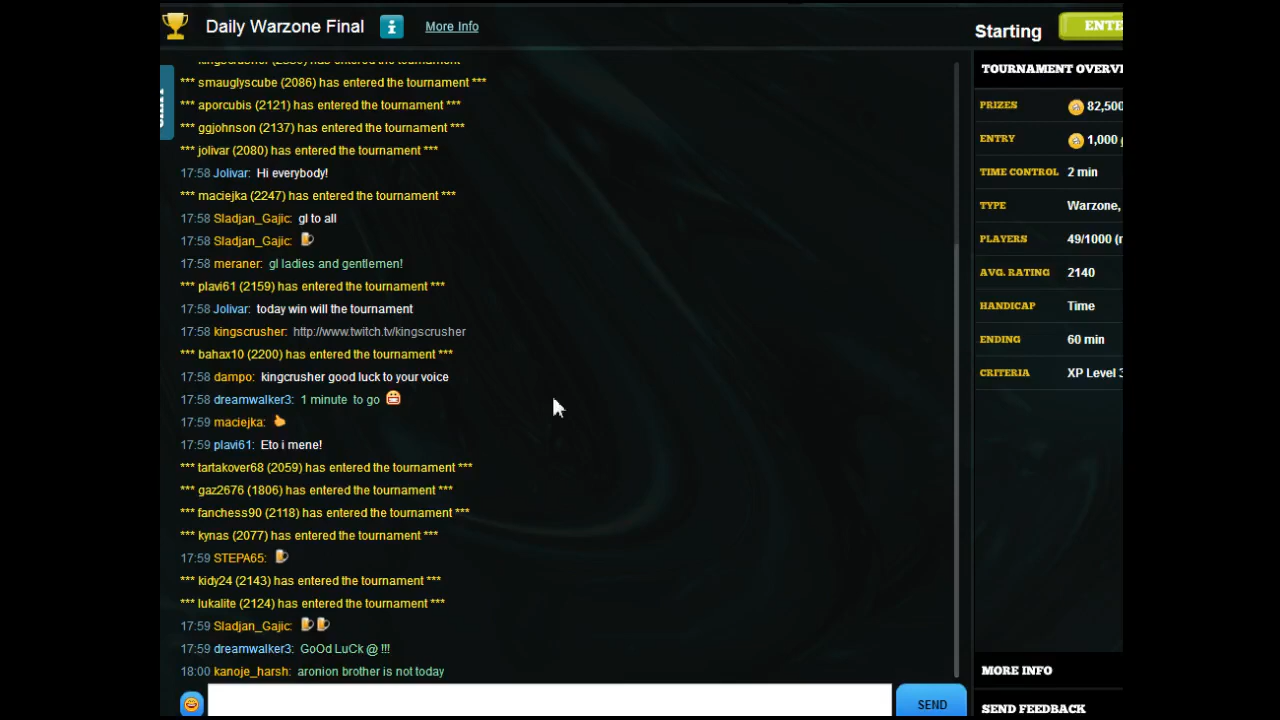 Daily Warzone Final More Info Starting
*** smauglyscube (2086) has entered the tournament ***
*** aporcubis (2121) has entered the tournament ***
*** ggjohnson (2137) has entered the tournament ***
*** jolivar (2080) has entered the tournament ***
17:58 Jolivar: Hi everybody!
*** maciejka (2247) has entered the tournament ***
17:58 Sladjan_Gajic: gl to all
17:58 Sladjan_Gajic:
17:58 meraner: gl ladies and gentlemen!
*** plavi61 (2159) has entered the tournament ***
17:58 Jolivar: today win will the tournament
17:58 kingscrusher: http://www.twitch.tv/kingscrusher
*** bahax10 (2200) has entered the tournament ***
17:58 dampo: kingcrusher good luck to your voice
17:58 dreamwalker3: 1 minute to go
17:59 maciejka:
17:59 plavi61: Eto i mene!
*** tartakover68 (2059) has entered the tournament ***
*** gaz2676 (1806) has entered the tournament ***
*** fanchess90 (2118) has entered the tournament ***
*** kynas (2077) has entered the tournament ***
17:59 STEPA65:
*** kidy24 (2143) has entered the tournament ***
*** lukalite (2124) has entered the tournament ***
17:59 Sladjan_Gajic:
17:59 dreamwalker3: GoOd LuCk @ !!!
18:00 kanoje_harsh: aronion brother is not today
SEND
ENTE
TOURNAMENT OVERV
PRIZES 82,500
ENTRY 1,000
TIME CONTROL 2 min
TYPE Warzone,
PLAYERS 49/1000
AVG. RATING 2140
HANDICAP Time
ENDING 60 min
CRITERIA XP Level
MORE INFO
SEND FEEDBACK